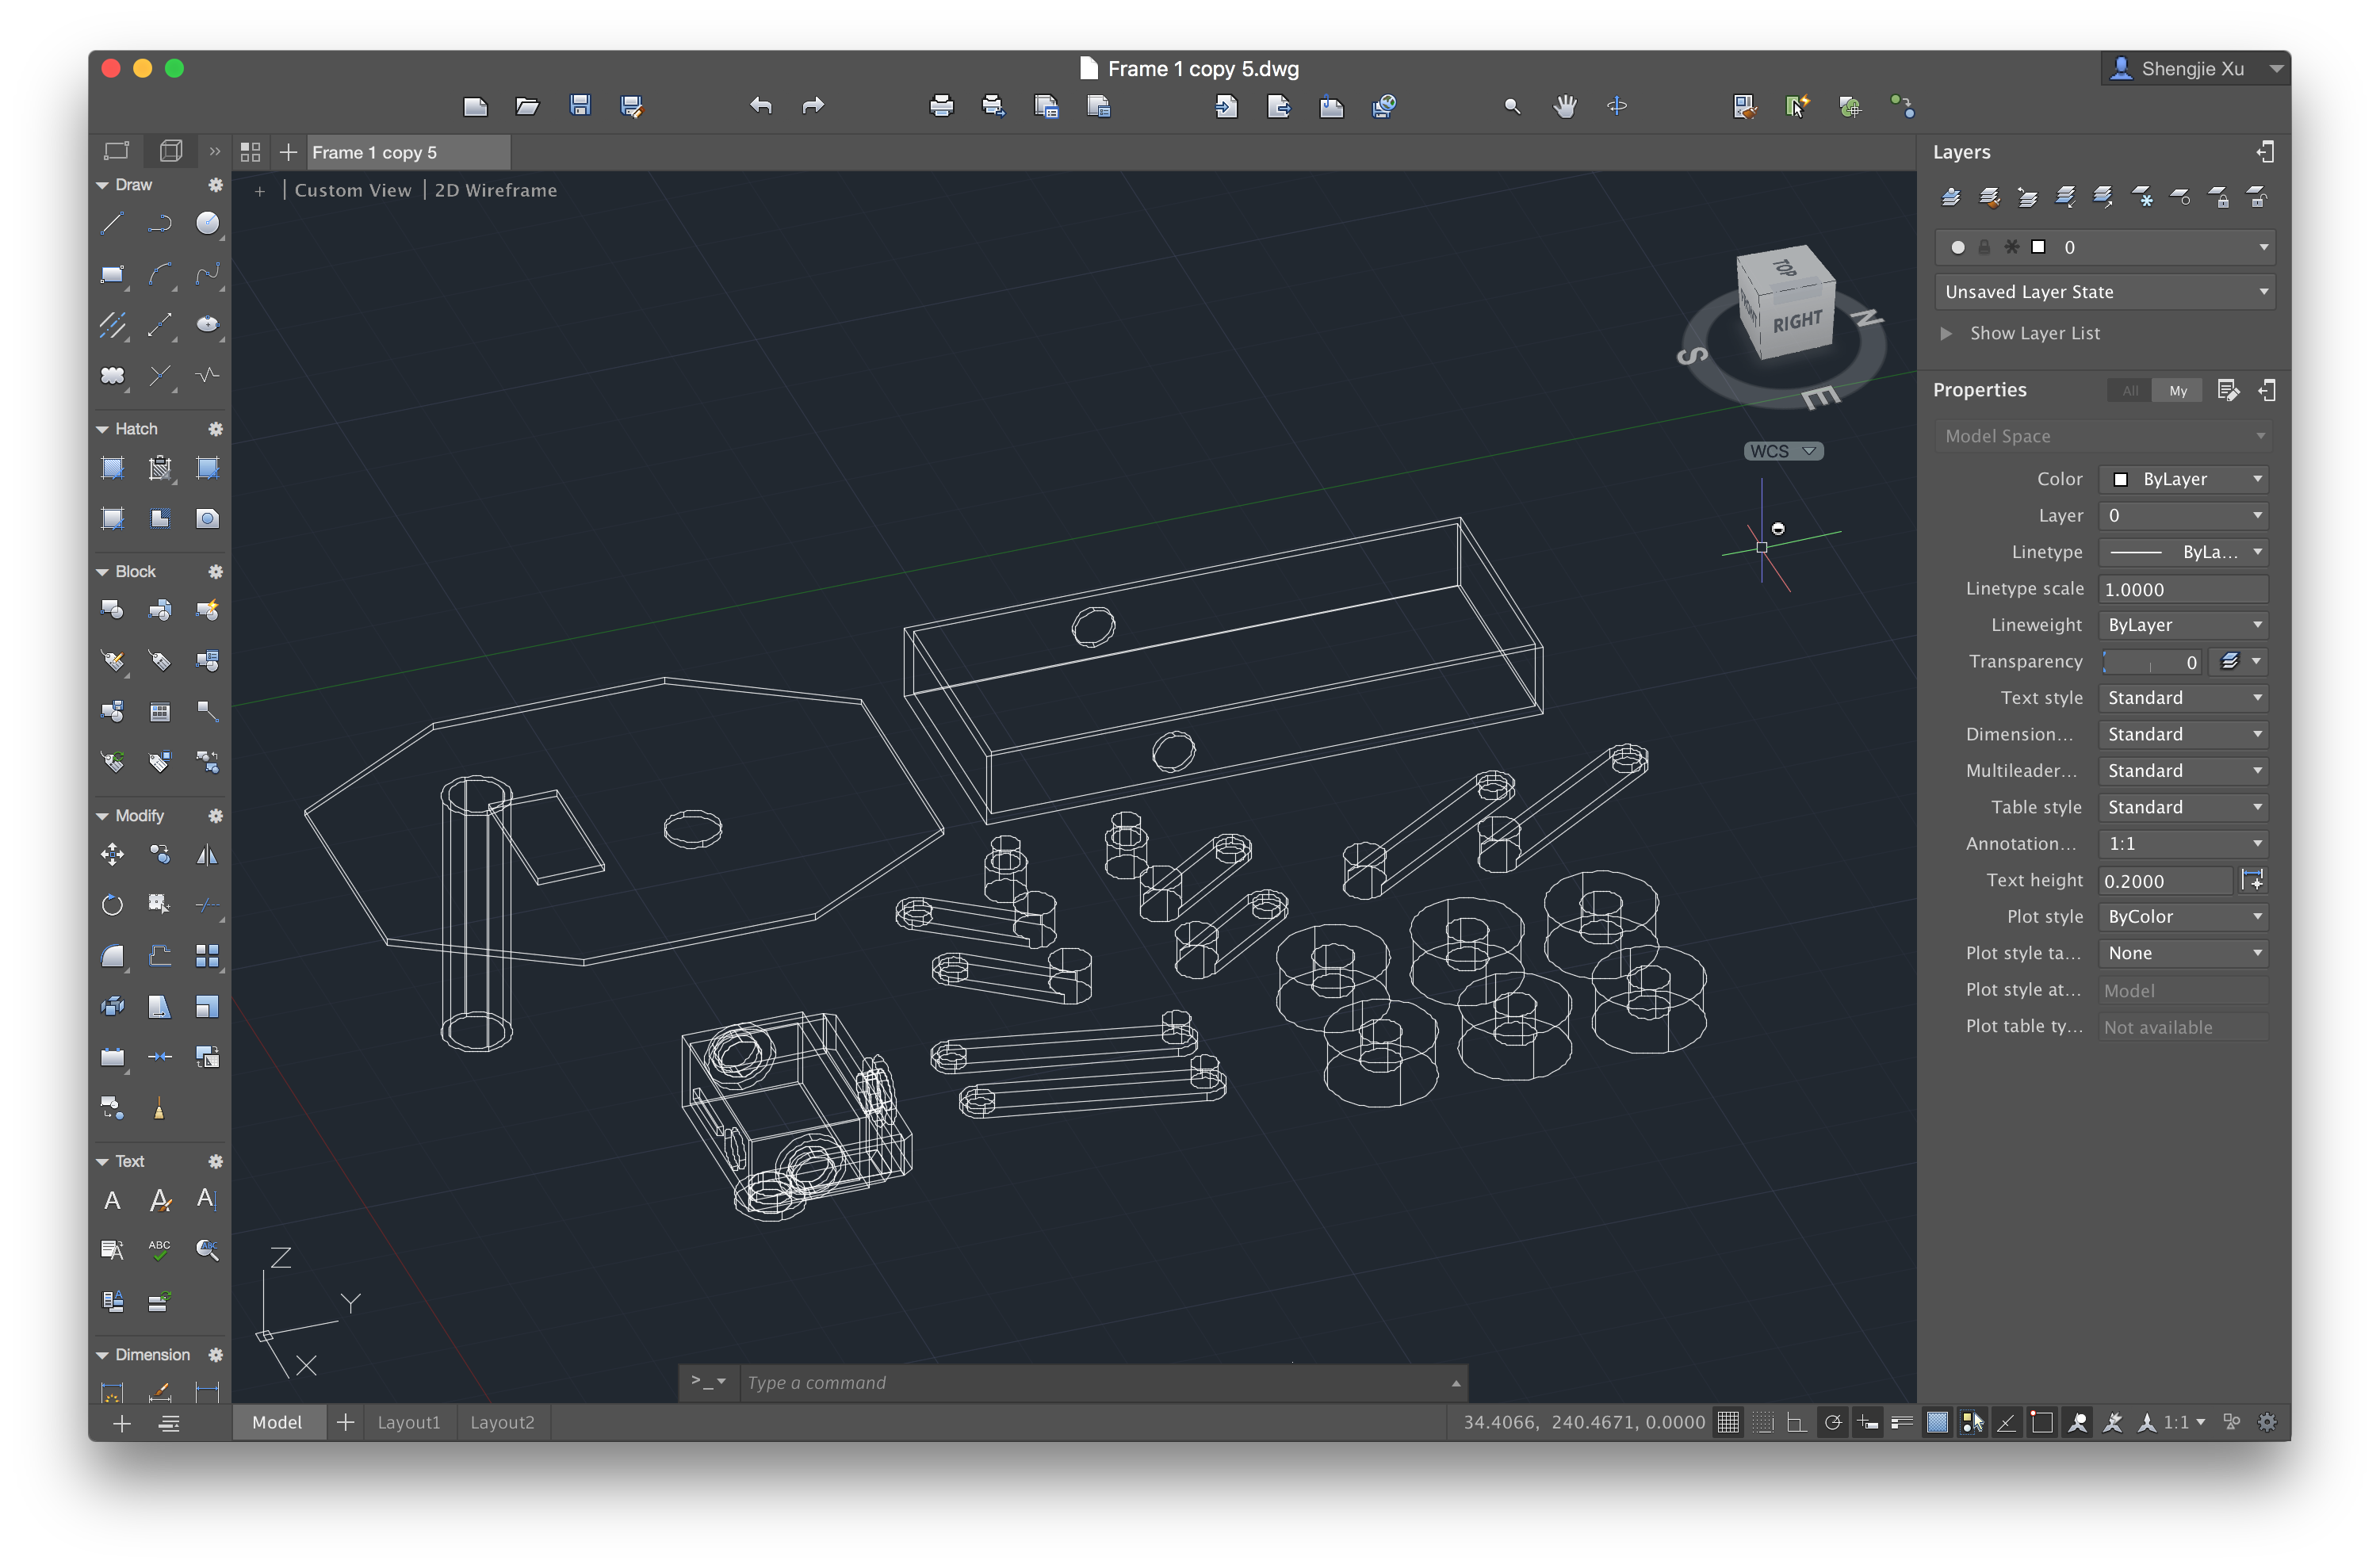 Frame 1 copy 5.dwg
Shengjie Xu
Frame 1 copy 5
Draw
Hatch
Block
Modify
Text
A A A
A ABC ABC
A
Dimension
+ | Custom View | 2D Wireframe
TOP
FRONT
RIGHT
S
N
E
WCS
Z
Y
X
>_ Type a command
Model
Layout1
Layout2
34.4066, 240.4671, 0.0000
1:1
Layers
0
Unsaved Layer State
Show Layer List
Properties
All My
Model Space
Color ByLayer
Layer 0
Linetype ByLa...
Linetype scale 1.0000
Lineweight ByLayer
Transparency 0
Text style Standard
Dimension... Standard
Multileader... Standard
Table style Standard
Annotation... 1:1
Text height 0.2000
Plot style ByColor
Plot style ta... None
Plot style at... Model
Plot table ty... Not available